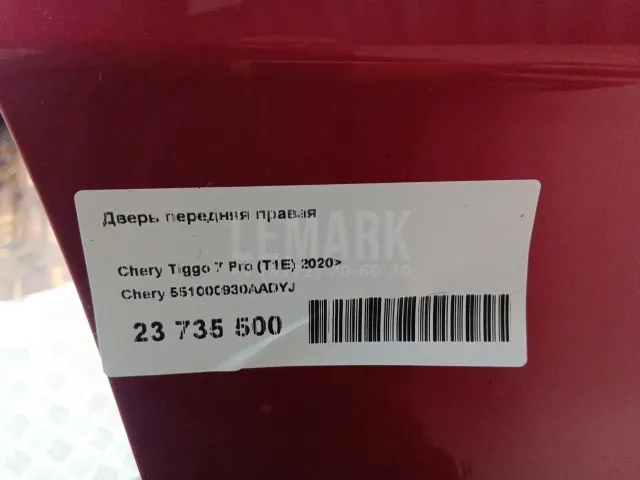 Дверь передняя правая
LEMARK
Chery Tiggo 7 Pro (T1E) 2020>
Chery 551000930AADYJ
23 735 500